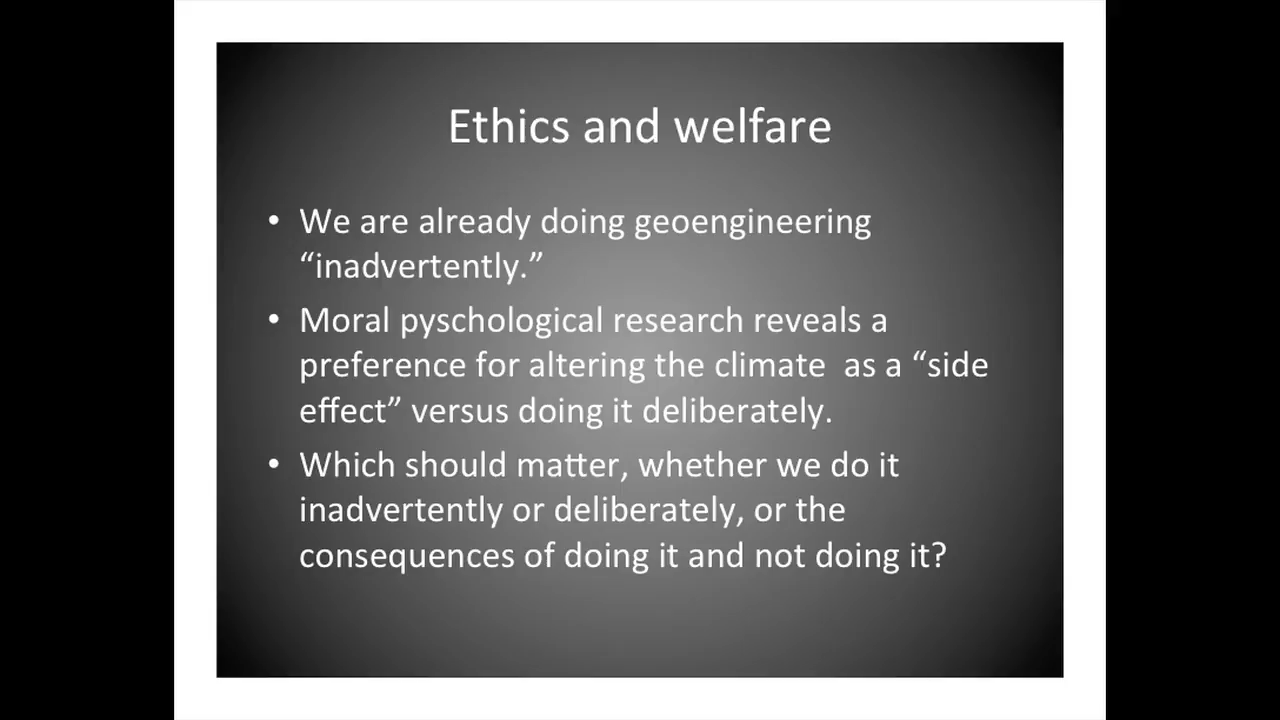 Ethics and welfare
• We are already doing geoengineering
“inadvertently.”
• Moral pyschological research reveals a
preference for altering the climate  as a “side
effect” versus doing it deliberately.
• Which should matter, whether we do it
inadvertently or deliberately, or the
consequences of doing it and not doing it?